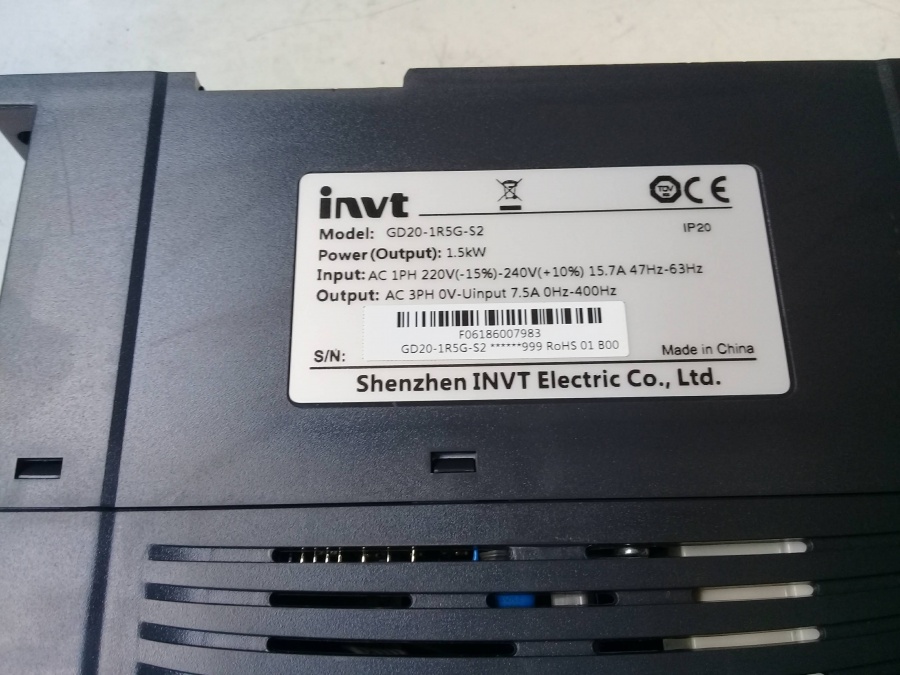 invt
TÜV CE
Model: GD20-1R5G-S2 IP20
Power(Output): 1.5kW
Input: AC 1PH 220V(-15%)-240V(+10%) 15.7A 47Hz-63Hz
Output: AC 3PH 0V-Uinput 7.5A 0Hz-400Hz
F06186007983
S/N: GD20-1R5G-S2 ******999 RoHS 01 B00
Made in China
Shenzhen INVT Electric Co., Ltd.